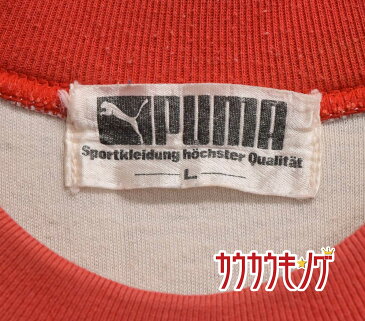 PUMA
Sportkleidung höchster Qualität
L
カウカウキング